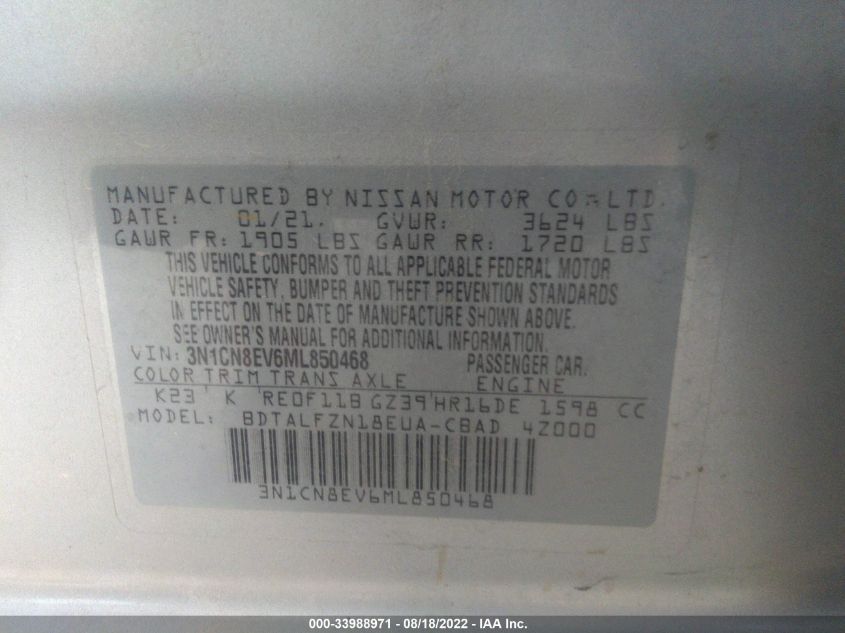 MANUFACTURED BY NISSAN MOTOR CO., LTD.
DATE: 01/21. GVWR: 3624 LBS
GAWR FR: 1905 LBS GAWR RR: 1720 LBS
THIS VEHICLE CONFORMS TO ALL APPLICABLE FEDERAL MOTOR
VEHICLE SAFETY, BUMPER AND THEFT PREVENTION STANDARDS
IN EFFECT ON THE DATE OF MANUFACTURE SHOWN ABOVE.
SEE OWNER'S MANUAL FOR ADDITIONAL INFORMATION.
VIN: 3N1CN8EV6ML850468 PASSENGER CAR.
COLOR TRIM TRANS AXLE ENGINE
K23 K RE0F11B GZ39 HR16DE 1598 CC
MODEL: BDTALFZN18EUA-CBAD 4Z000
3N1CN8EV6ML850468
000-33988971 / 08/18/2022 - IAA Inc.